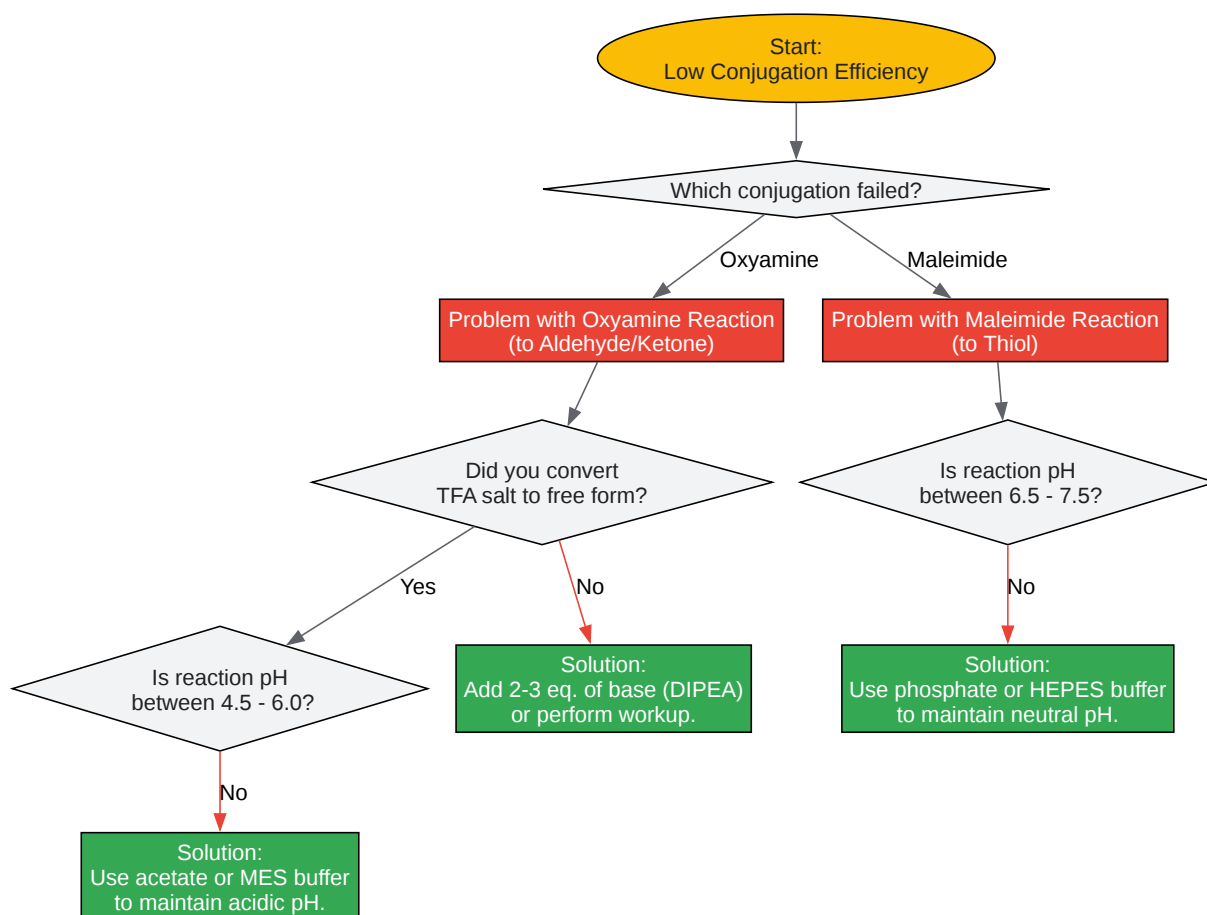 Start:
Low Conjugation Efficiency
Which conjugation failed?
Oxyamine
Maleimide
Problem with Oxyamine Reaction
(to Aldehyde/Ketone)
Problem with Maleimide Reaction
(to Thiol)
Did you convert
TFA salt to free form?
Is reaction pH
between 6.5 - 7.5?
Yes
No
No
Is reaction pH
between 4.5 - 6.0?
Solution:
Add 2-3 eq. of base (DIPEA)
or perform workup.
Solution:
Use phosphate or HEPES buffer
to maintain neutral pH.
No
Solution:
Use acetate or MES buffer
to maintain acidic pH.